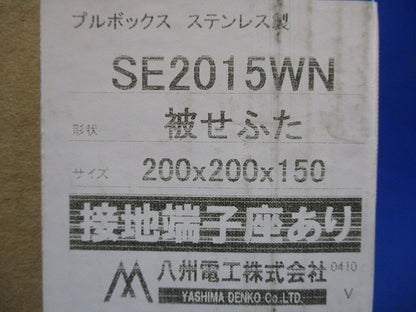 プルボックス ステンレス製
SE2015WN
形状 被せふた
サイズ 200x200x150
接地端子座あり
八州電工株式会社 0410
YASHIMA DENKO Co.,LTD. V